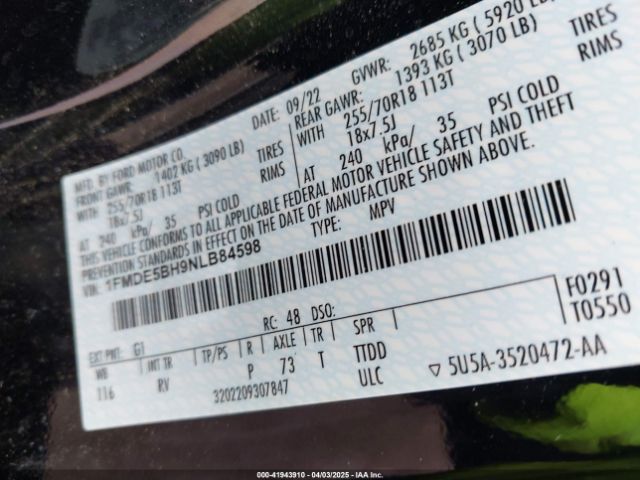 MFD. BY FORD MOTOR CO.
DATE: 09/22
GVWR: 2685 KG ( 5920 LB
FRONT GAWR: 1402 KG ( 3090 LB)
REAR GAWR: 1393 KG ( 3070 LB)
WITH 255/70R18 113T TIRES
WITH 255/70R18 113T TIRES
18x7.5J RIMS
18x7.5J RIMS
AT 240 kPa/ 35 PSI COLD
AT 240 kPa/ 35 PSI COLD
THIS VEHICLE CONFORMS TO ALL APPLICABLE FEDERAL MOTOR VEHICLE SAFETY AND THEFT
PREVENTION STANDARDS IN EFFECT ON THE DATE OF MANUFACTURE SHOWN ABOVE.
VIN: 1FMDE5BH9NLB84598
TYPE: MPV
F0291
T0550
EXT PNT: G1
RC: 48 DSO:
WB INT TR TP/PS R AXLE TR SPR
116 RV P 73 T TTDD
3202209307847 ULC
▽ 5U5A-3520472-AA
000-41943910 - 04/03/2025 - IAA Inc.